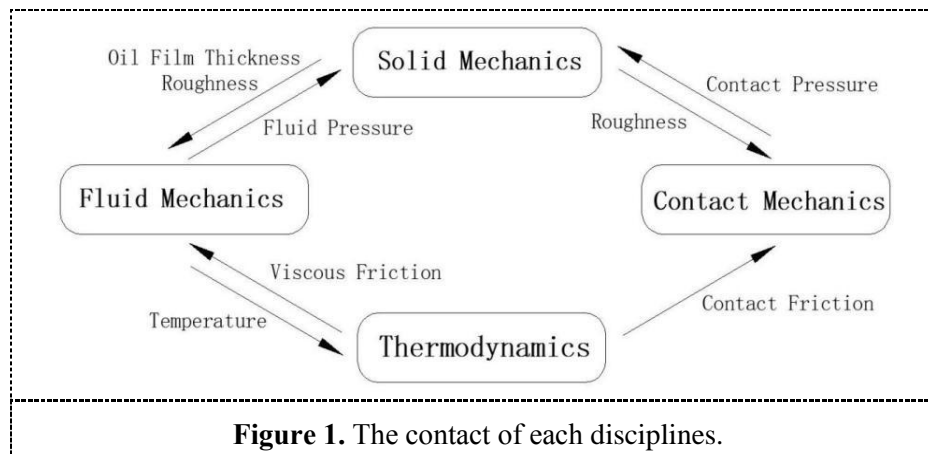 Oil Film Thickness
Roughness
Solid Mechanics
Contact Pressure
Fluid Pressure
Roughness
Fluid Mechanics
Contact Mechanics
Viscous Friction
Temperature
Contact Friction
Thermodynamics
Figure 1. The contact of each disciplines.